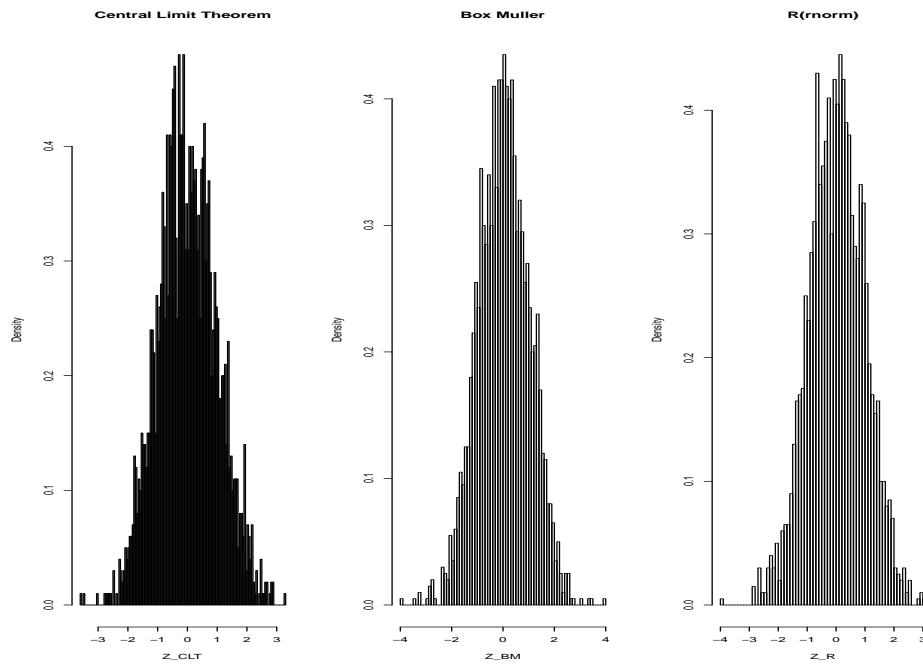 Central Limit Theorem
Density
0.0 0.1 0.2 0.3 0.4
−3 −2 −1 0 1 2 3
Z_CLT
Box Muller
Density
0.0 0.1 0.2 0.3 0.4
−4 −2 0 2 4
Z_BM
R(rnorm)
Density
0.0 0.1 0.2 0.3 0.4
−4 −3 −2 −1 0 1 2 3
Z_R